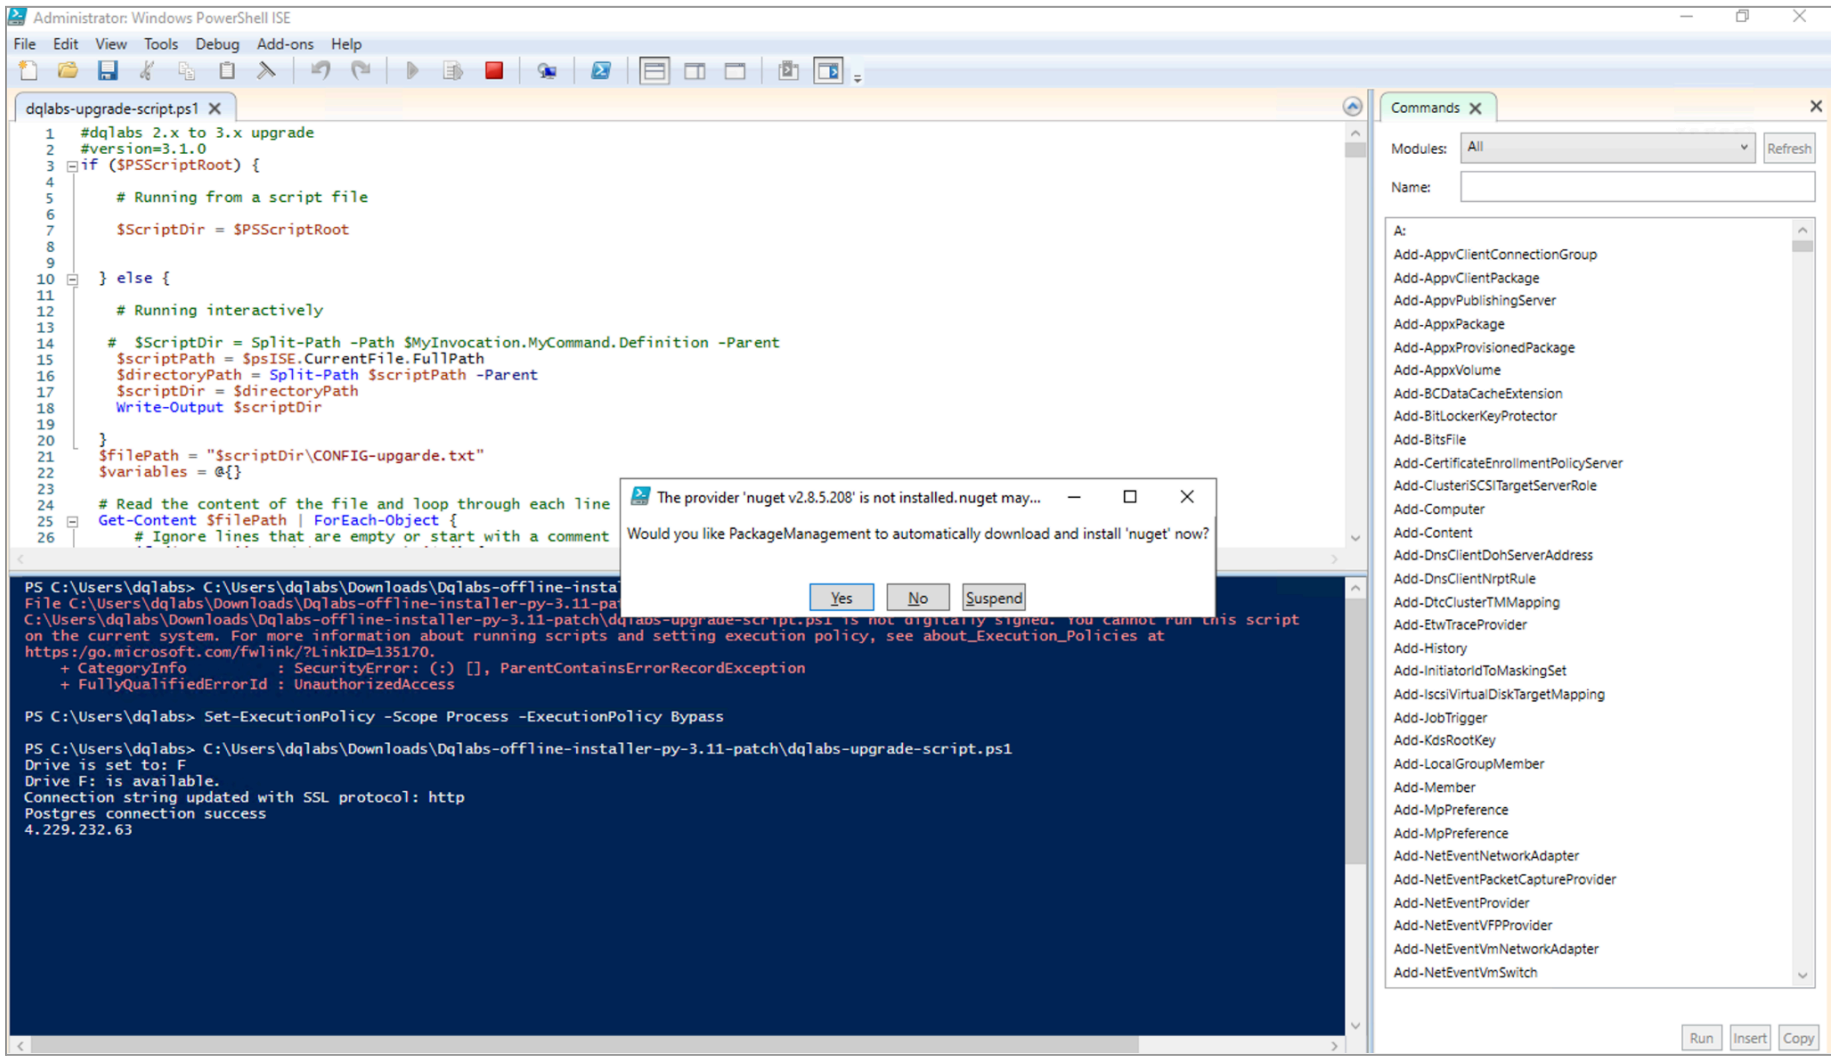 Administrator: Windows PowerShell ISE
File Edit View Tools Debug Add-ons Help
dqlabs-upgrade-script.ps1
1 #dqlabs 2.x to 3.x upgrade
2 #version=3.1.0
3 if ($PSScriptRoot) {
4
5 # Running from a script file
6
7 $ScriptDir = $PSScriptRoot
8
9
10 } else {
11
12 # Running interactively
13
14 # $ScriptDir = Split-Path -Path $MyInvocation.MyCommand.Definition -Parent
15 $scriptPath = $psISE.CurrentFile.FullPath
16 $directoryPath = Split-Path $scriptPath -Parent
17 $scriptDir = $directoryPath
18 Write-Output $scriptDir
19
20 }
21 $filePath = "$scriptDir\CONFIG-upgarde.txt"
22 $variables = @{}
23
24 # Read the content of the file and loop through each line
25 Get-Content $filePath | ForEach-Object {
26 # Ignore lines that are empty or start with a comment
The provider 'nuget v2.8.5.208' is not installed.nuget may...
Would you like PackageManagement to automatically download and install 'nuget' now?
Yes No Suspend
PS C:\Users\dqlabs> C:\Users\dqlabs\Downloads\Dqlabs-offline-insta
File C:\Users\dqlabs\Downloads\Dqlabs-offline-installer-py-3.11-pa
C:\Users\dqlabs\Downloads\Dqlabs-offline-installer-py-3.11-patch\dqlabs-upgrade-script.ps1 is not digitally signed. You cannot run this script
on the current system. For more information about running scripts and setting execution policy, see about_Execution_Policies at
https:/go.microsoft.com/fwlink/?LinkID=135170.
+ CategoryInfo : SecurityError: (:) [], ParentContainsErrorRecordException
+ FullyQualifiedErrorId : UnauthorizedAccess
PS C:\Users\dqlabs> Set-ExecutionPolicy -Scope Process -ExecutionPolicy Bypass
PS C:\Users\dqlabs> C:\Users\dqlabs\Downloads\Dqlabs-offline-installer-py-3.11-patch\dqlabs-upgrade-script.ps1
Drive is set to: F
Drive F: is available.
Connection string updated with SSL protocol: http
Postgres connection success
4.229.232.63
Commands
Modules: All Refresh
Name:
A:
Add-AppvClientConnectionGroup
Add-AppvClientPackage
Add-AppvPublishingServer
Add-AppxPackage
Add-AppxProvisionedPackage
Add-AppxVolume
Add-BCDataCacheExtension
Add-BitLockerKeyProtector
Add-BitsFile
Add-CertificateEnrollmentPolicyServer
Add-ClusteriSCSITargetServerRole
Add-Computer
Add-Content
Add-DnsClientDohServerAddress
Add-DnsClientNrptRule
Add-DtcClusterTMMapping
Add-EtwTraceProvider
Add-History
Add-InitiatorIdToMaskingSet
Add-IscsiVirtualDiskTargetMapping
Add-JobTrigger
Add-KdsRootKey
Add-LocalGroupMember
Add-Member
Add-MpPreference
Add-MpPreference
Add-NetEventNetworkAdapter
Add-NetEventPacketCaptureProvider
Add-NetEventProvider
Add-NetEventVFPProvider
Add-NetEventVmNetworkAdapter
Add-NetEventVmSwitch
Run Insert Copy